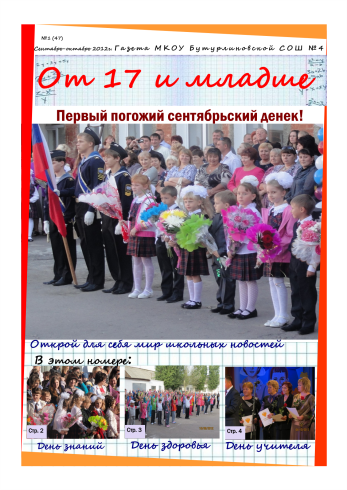 №1 (47)
Сентябрь-октябрь 2012г. Газета МКОУ Бутурлиновской СОШ №4
От 17 и младше
Первый погожий сентябрьский денек!
Открой для себя мир школьных новостей
В этом номере:
Стр. 2
Стр. 3
Стр. 4
День знаний
День здоровья
День учителя